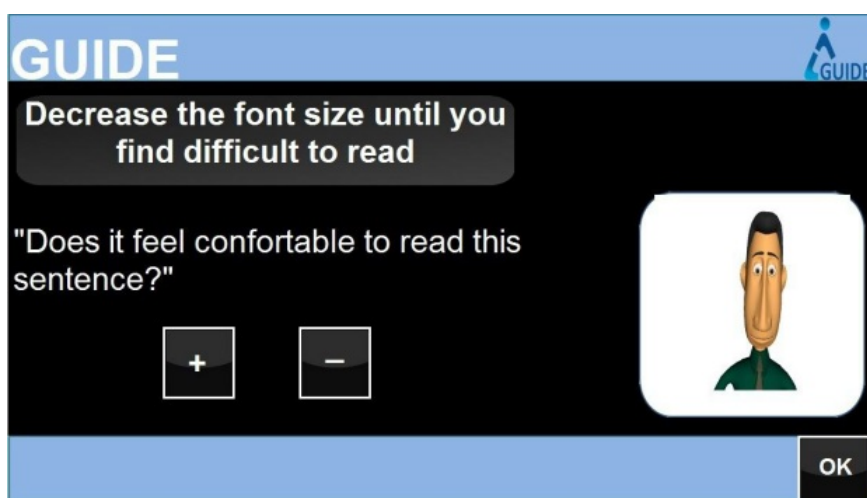 GUIDE
GUIDE
Decrease the font size until you
find difficult to read
"Does it feel confortable to read this
sentence?"
+ −
OK